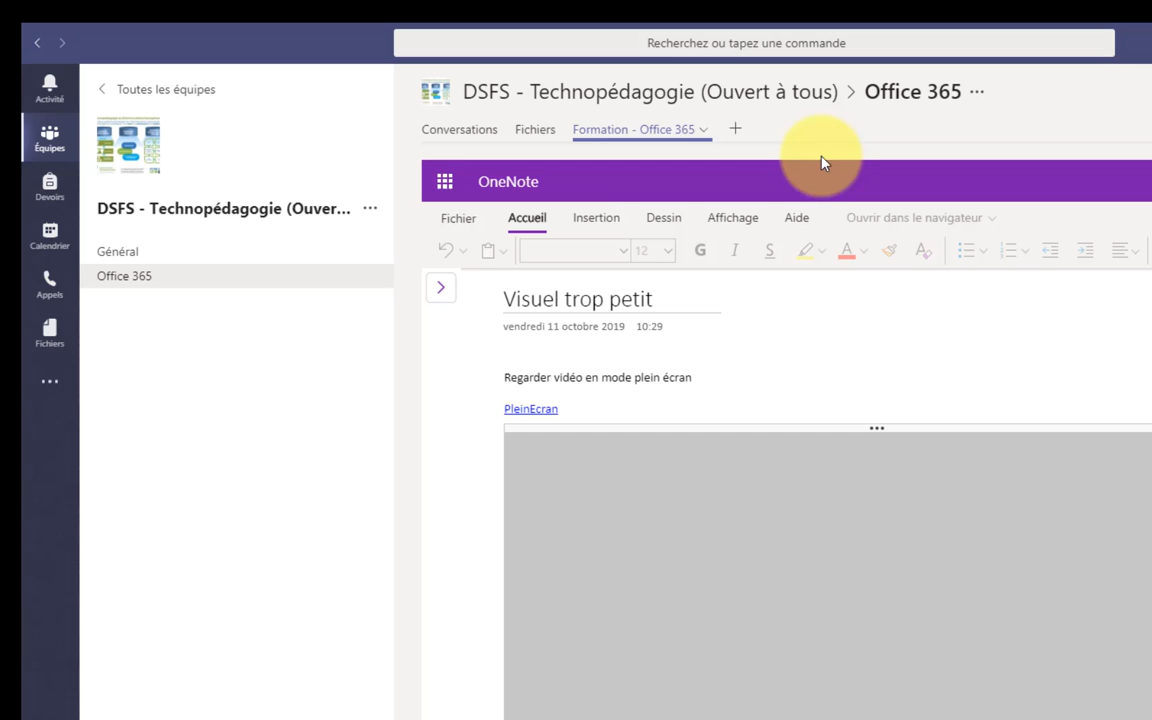 Recherchez ou tapez une commande
Activité
Équipes
Devoirs
Calendrier
Appels
Fichiers
Toutes les équipes
DSFS - Technopédagogie (Ouver...
Général
Office 365
DSFS - Technopédagogie (Ouvert à tous) > Office 365 ...
Conversations Fichiers Formation - Office 365
OneNote
Fichier Accueil Insertion Dessin Affichage Aide Ouvrir dans le navigateur
12 G I S A
Visuel trop petit
vendredi 11 octobre 2019 10:29
Regarder vidéo en mode plein écran
PleinEcran